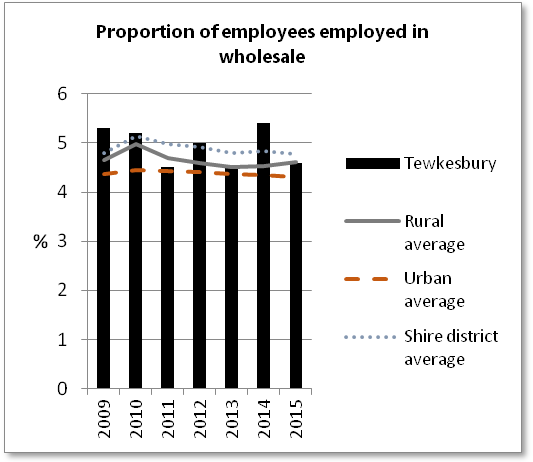 Proportion of employees employed in
wholesale
6
5
4
3
2
1
0
%
2009
2010
2011
2012
2013
2014
2015
Tewkesbury
Rural
average
Urban
average
Shire district
average